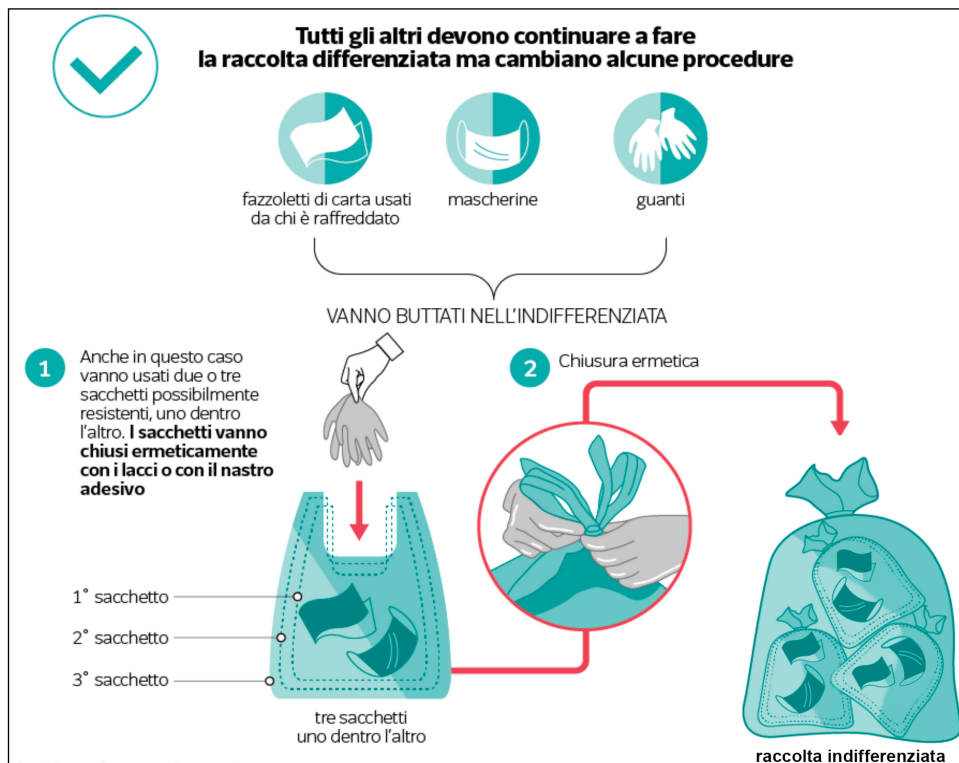 Tutti gli altri devono continuare a fare
la raccolta differenziata ma cambiano alcune procedure
fazzoletti di carta usati
da chi è raffreddato
mascherine
guanti
VANNO BUTTATI NELL'INDIFFERENZIATA
1
Anche in questo caso
vanno usati due o tre
sacchetti possibilmente
resistenti, uno dentro
l'altro. I sacchetti vanno
chiusi ermeticamente
con i lacci o con il nastro
adesivo
2
Chiusura ermetica
1° sacchetto
2° sacchetto
3° sacchetto
tre sacchetti
uno dentro l'altro
raccolta indifferenziata